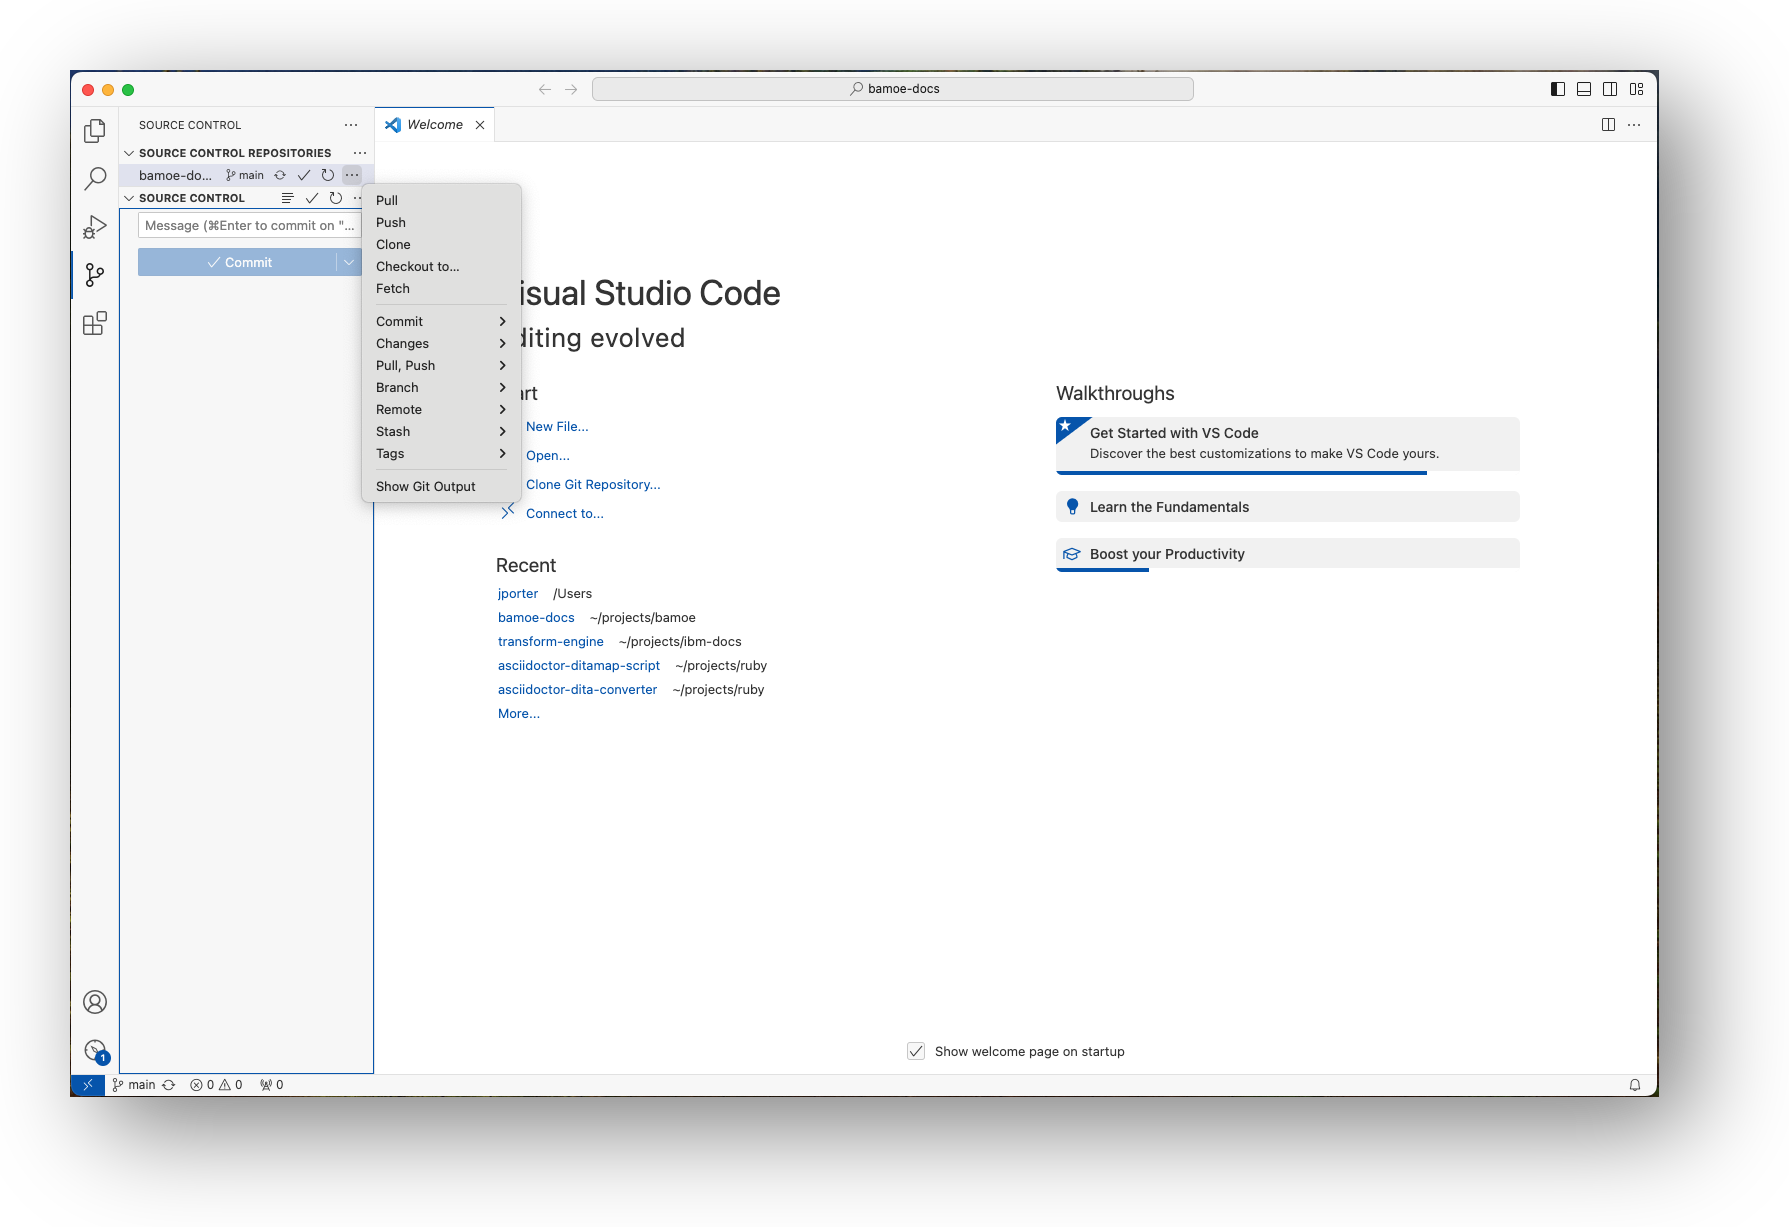 bamoe-docs
SOURCE CONTROL
Welcome
SOURCE CONTROL REPOSITORIES
bamoe-do... main
SOURCE CONTROL
Message (⌘Enter to commit on "...
Commit
Pull
Push
Clone
Checkout to...
Fetch
Commit
Changes
Pull, Push
Branch
Remote
Stash
Tags
Show Git Output
isual Studio Code
diting evolved
art
New File...
Open...
Clone Git Repository...
Connect to...
Recent
jporter /Users
bamoe-docs ~/projects/bamoe
transform-engine ~/projects/ibm-docs
asciidoctor-ditamap-script ~/projects/ruby
asciidoctor-dita-converter ~/projects/ruby
More...
Walkthroughs
Get Started with VS Code
Discover the best customizations to make VS Code yours.
Learn the Fundamentals
Boost your Productivity
Show welcome page on startup
1
main 0 0 0